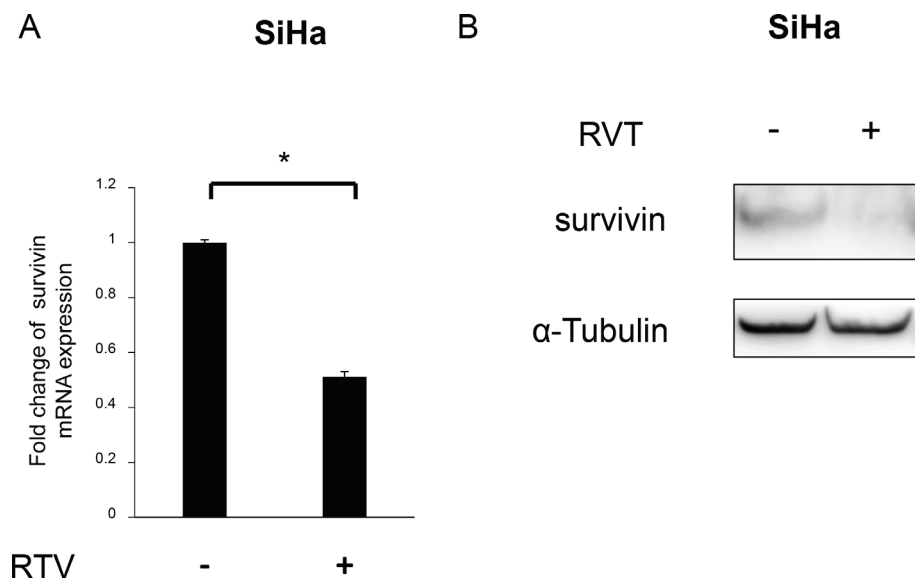 A
SiHa
*
1.2
1
0.8
0.6
0.4
0.2
0
Fold change of survivin
mRNA expression
RTV - +
B
SiHa
RVT - +
survivin
α-Tubulin